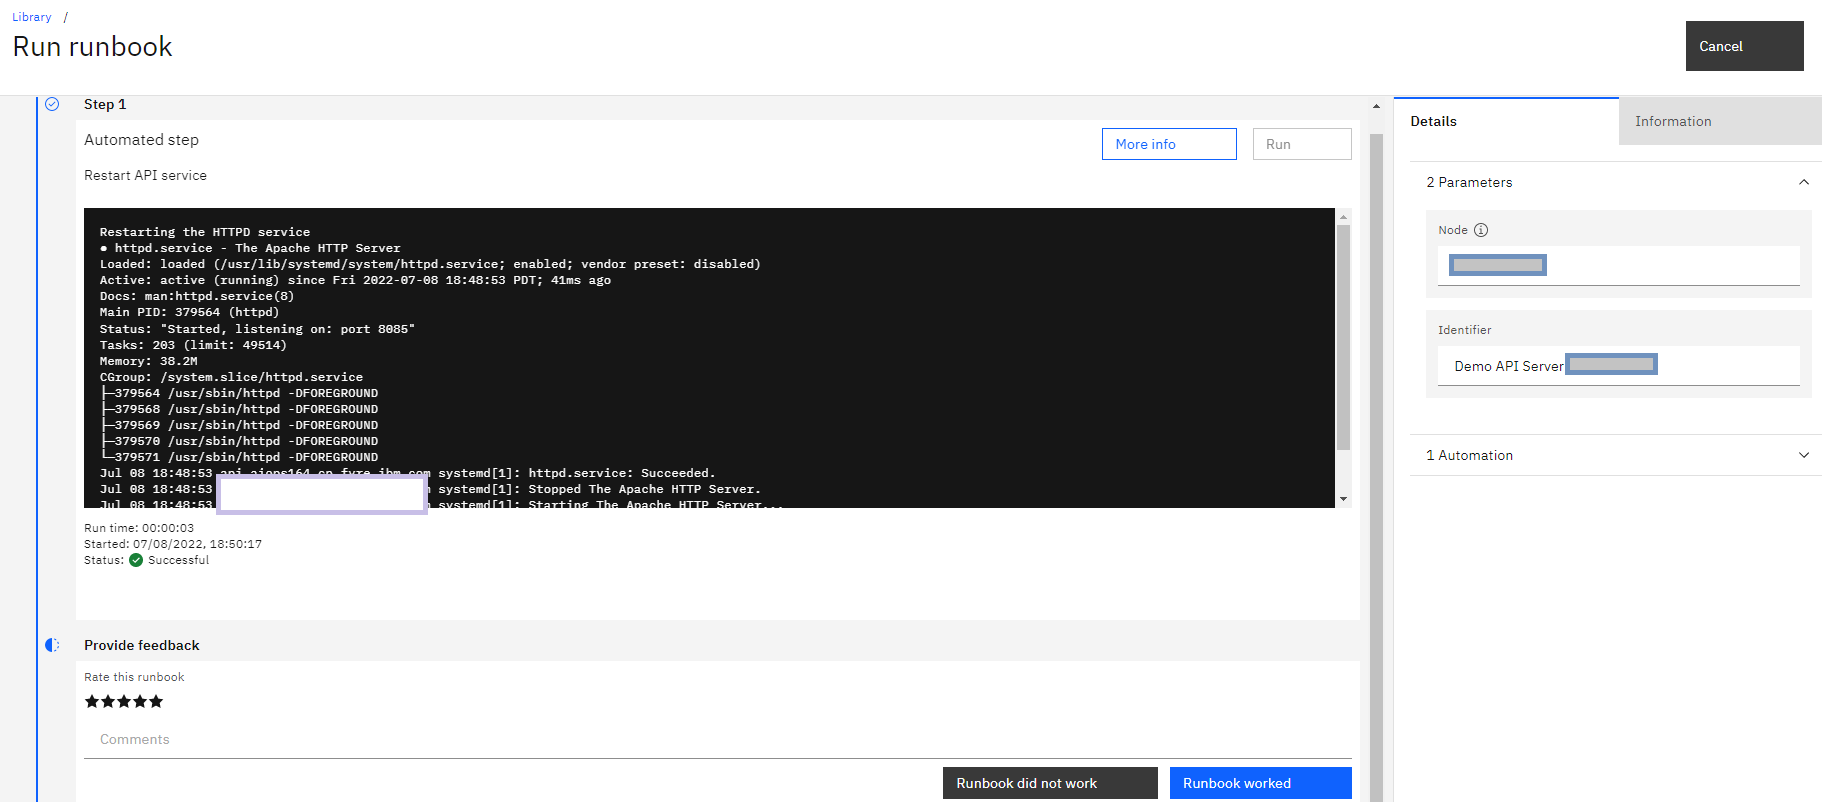 Library /
Run runbook
Cancel
Step 1
Automated step
More info
Run
Restart API service
Restarting the HTTPD service
● httpd.service - The Apache HTTP Server
Loaded: loaded (/usr/lib/systemd/system/httpd.service; enabled; vendor preset: disabled)
Active: active (running) since Fri 2022-07-08 18:48:53 PDT; 41ms ago
Docs: man:httpd.service(8)
Main PID: 379564 (httpd)
Status: "Started, listening on: port 8085"
Tasks: 203 (limit: 49514)
Memory: 38.2M
CGroup: /system.slice/httpd.service
├─379564 /usr/sbin/httpd -DFOREGROUND
├─379568 /usr/sbin/httpd -DFOREGROUND
├─379569 /usr/sbin/httpd -DFOREGROUND
├─379570 /usr/sbin/httpd -DFOREGROUND
└─379571 /usr/sbin/httpd -DFOREGROUND
Jul 08 18:48:53 systemd[1]: httpd.service: Succeeded.
Jul 08 18:48:53 systemd[1]: Stopped The Apache HTTP Server.
Jul 08 18:48:53 systemd[1]: Starting The Apache HTTP Server...
Run time: 00:00:03
Started: 07/08/2022, 18:50:17
Status: Successful
Provide feedback
Rate this runbook
Comments
Runbook did not work
Runbook worked
Details
Information
2 Parameters
Node
Identifier
Demo API Server
1 Automation